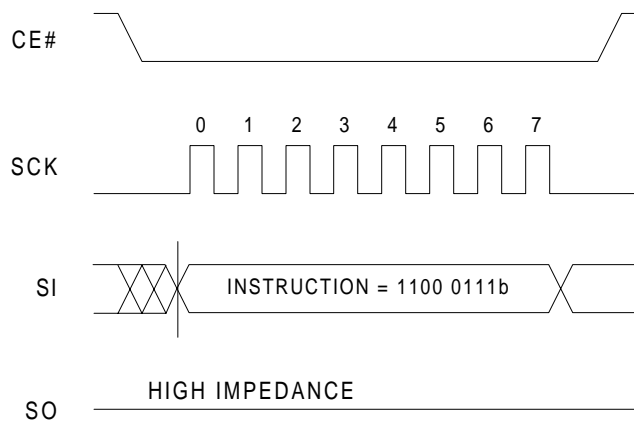 CE#
0 1 2 3 4 5 6 7
SCK
SI
INSTRUCTION = 1100 0111b
HIGH IMPEDANCE
SO